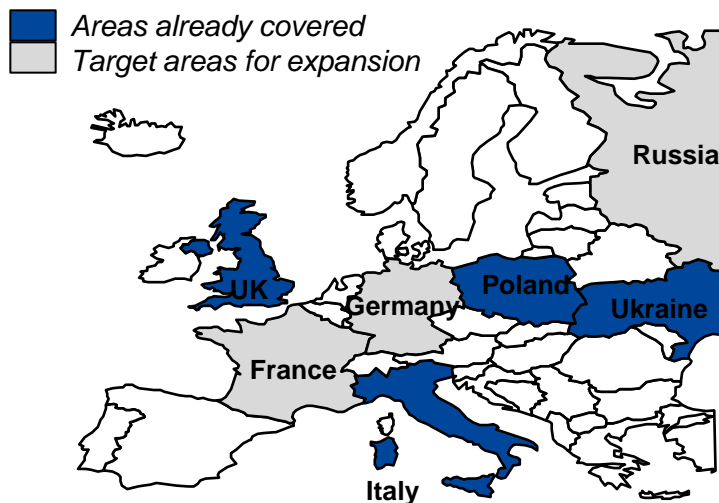 Areas already covered
Target areas for expansion
Russia
UK
Germany
Poland
Ukraine
France
Italy